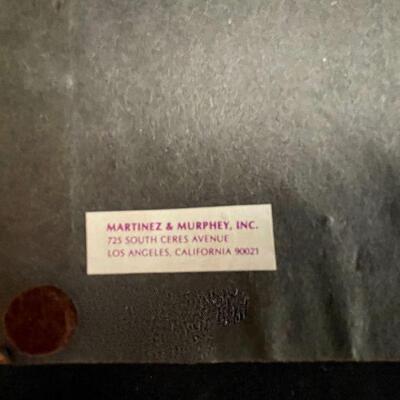 MARTINEZ & MURPHEY, INC.
725 SOUTH CERES AVENUE
LOS ANGELES, CALIFORNIA 90021